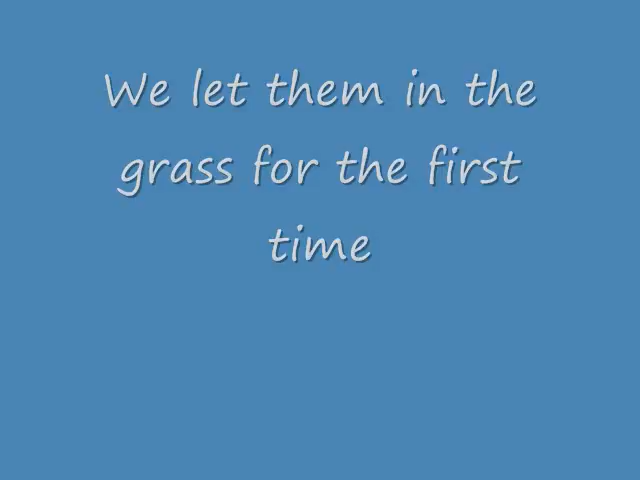 We let them in the
grass for the first
time